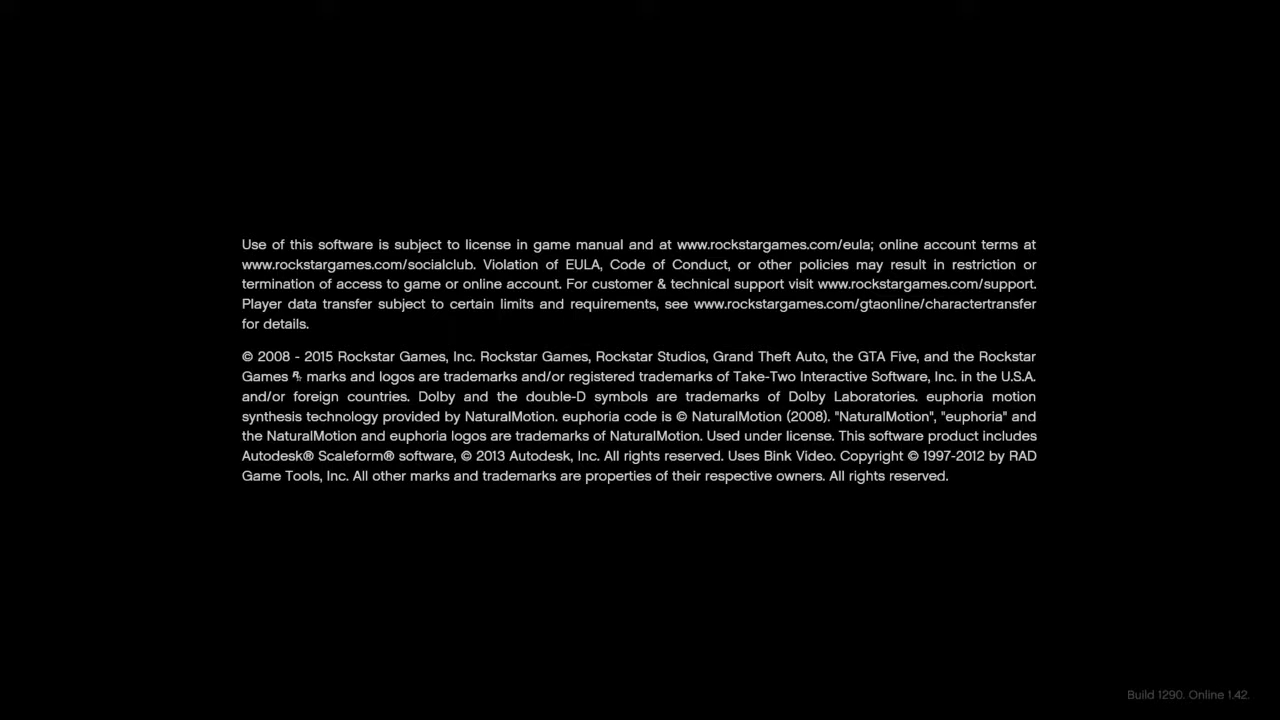 Use of this software is subject to license in game manual and at www.rockstargames.com/eula; online account terms at
www.rockstargames.com/socialclub. Violation of EULA, Code of Conduct, or other policies may result in restriction or
termination of access to game or online account. For customer & technical support visit www.rockstargames.com/support.
Player data transfer subject to certain limits and requirements, see www.rockstargames.com/gtaonline/charactertransfer
for details.
© 2008 - 2015 Rockstar Games, Inc. Rockstar Games, Rockstar Studios, Grand Theft Auto, the GTA Five, and the Rockstar
Games R* marks and logos are trademarks and/or registered trademarks of Take-Two Interactive Software, Inc. in the U.S.A.
and/or foreign countries. Dolby and the double-D symbols are trademarks of Dolby Laboratories. euphoria motion
synthesis technology provided by NaturalMotion. euphoria code is © NaturalMotion (2008). "NaturalMotion", "euphoria" and
the NaturalMotion and euphoria logos are trademarks of NaturalMotion. Used under license. This software product includes
Autodesk® Scaleform® software, © 2013 Autodesk, Inc. All rights reserved. Uses Bink Video. Copyright © 1997-2012 by RAD
Game Tools, Inc. All other marks and trademarks are properties of their respective owners. All rights reserved.
Build 1290. Online 1.42.